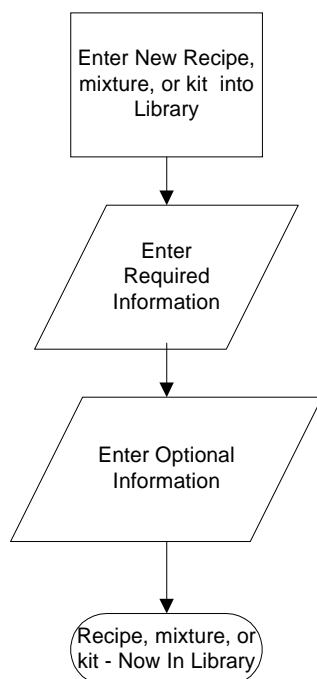 Enter New Recipe,
mixture, or kit into
Library
Enter
Required
Information
Enter Optional
Information
Recipe, mixture, or
kit - Now In Library